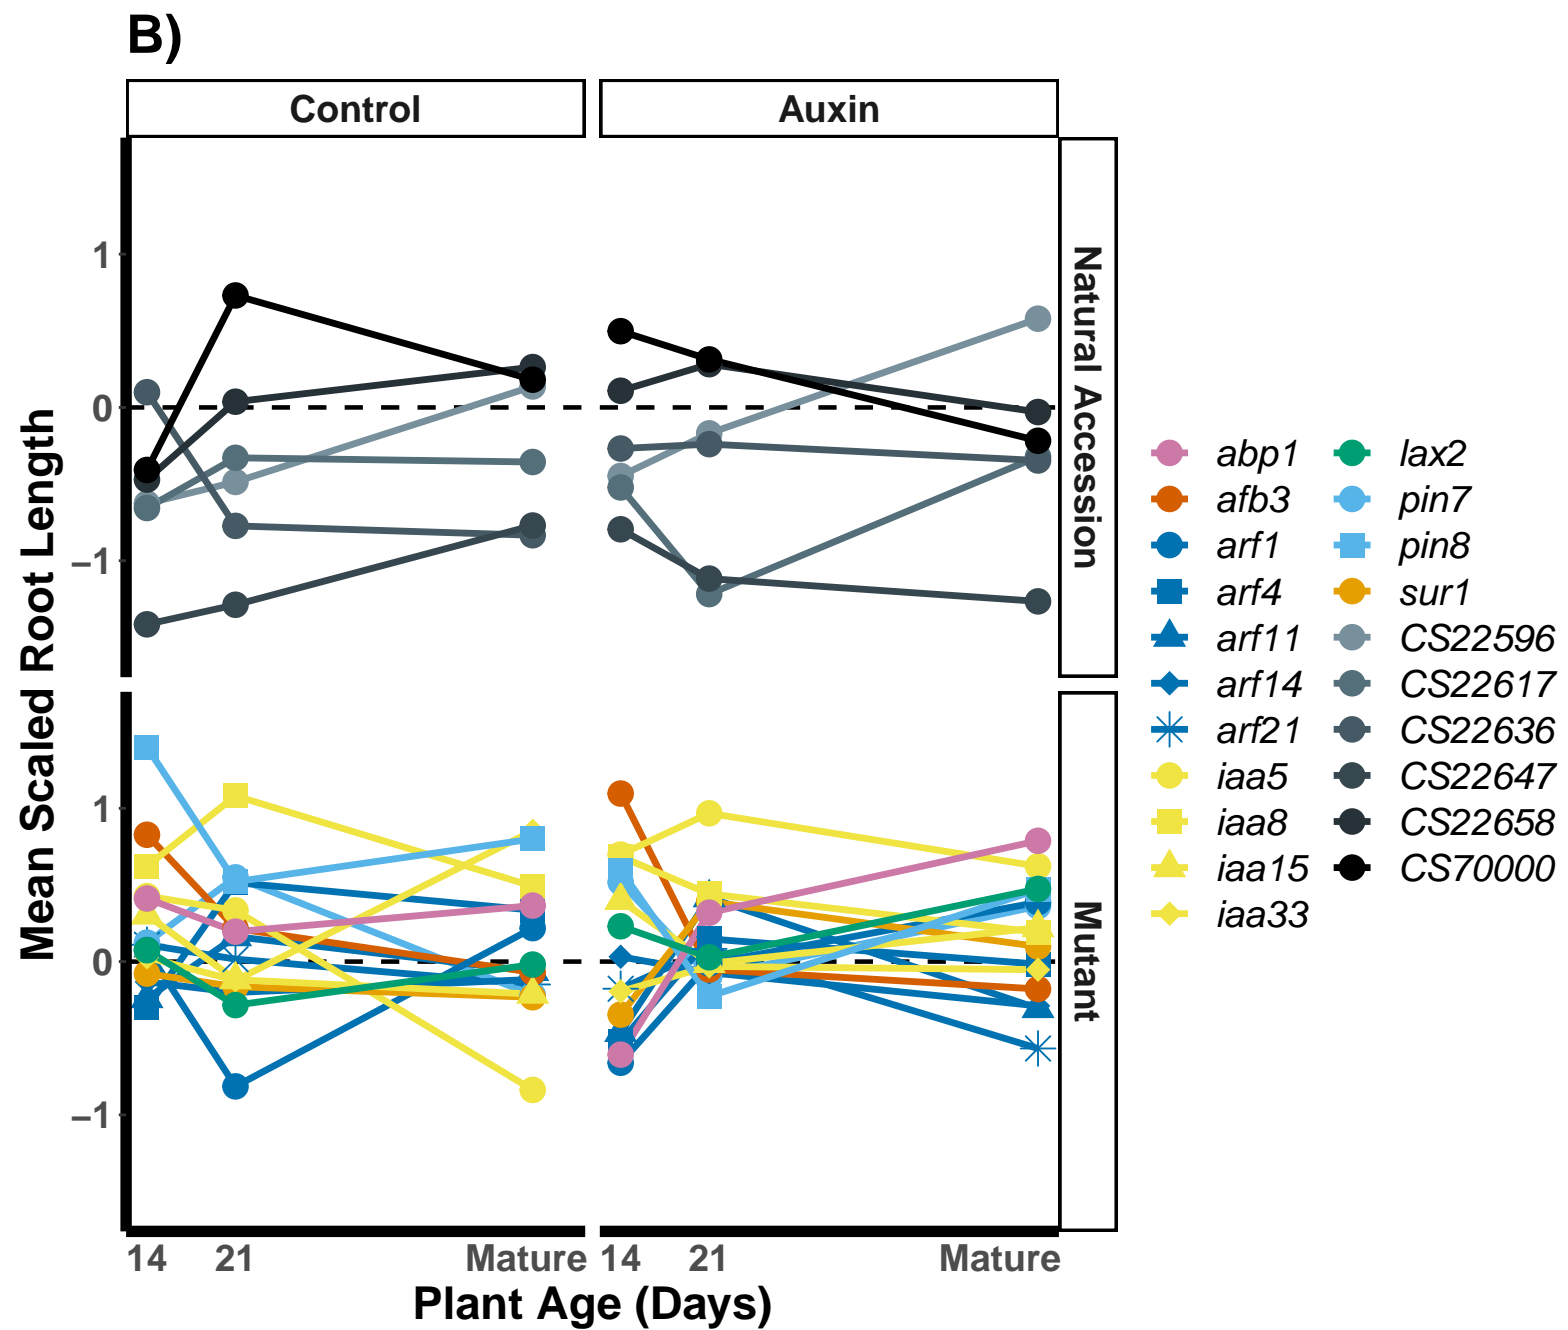 B)
Control
Auxin
Natural Accession
Mutant
Mean Scaled Root Length
1
0
−1
1
0
−1
14
21
Mature
14
21
Mature
Plant Age (Days)
abp1
afb3
arf1
arf4
arf11
arf14
arf21
iaa5
iaa8
iaa15
iaa33
lax2
pin7
pin8
sur1
CS22596
CS22617
CS22636
CS22647
CS22658
CS70000